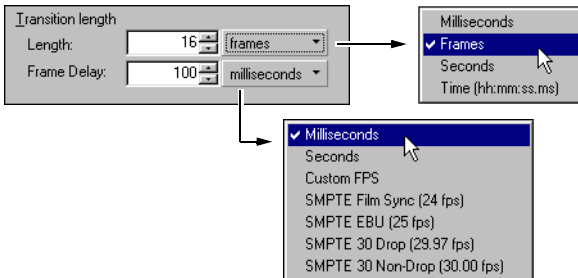 Transition length
Length: 16 frames
Frame Delay: 100 milliseconds
Milliseconds
Frames
Seconds
Time (hh:mm:ss.ms)
Milliseconds
Seconds
Custom FPS
SMPTE Film Sync (24 fps)
SMPTE EBU (25 fps)
SMPTE 30 Drop (29.97 fps)
SMPTE 30 Non-Drop (30.00 fps)